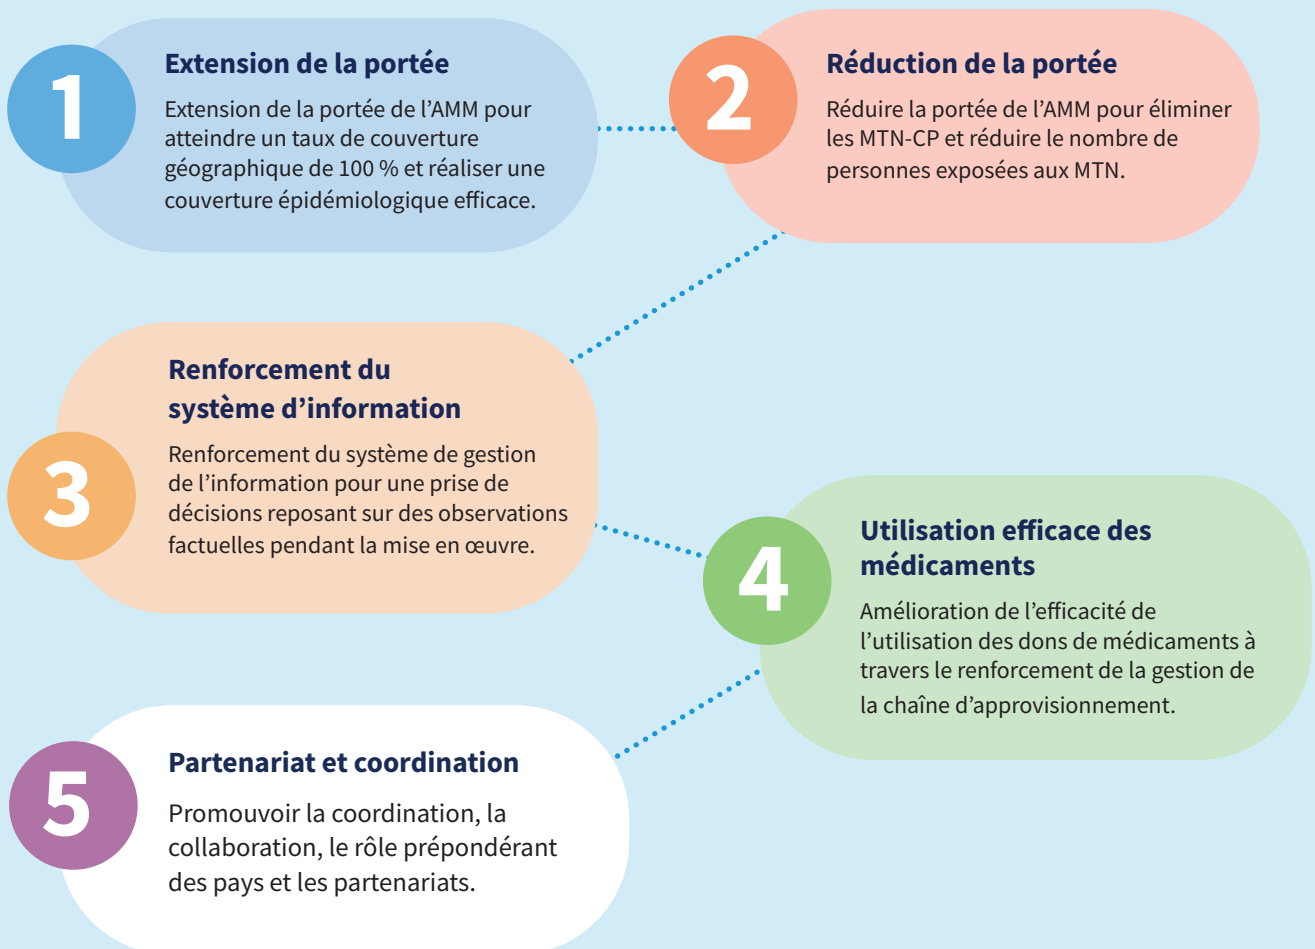 1
Extension de la portée
Extension de la portée de l’AMM pour
atteindre un taux de couverture
géographique de 100 % et réaliser une
couverture épidémiologique efficace.
2
Réduction de la portée
Réduire la portée de l’AMM pour éliminer
les MTN-CP et réduire le nombre de
personnes exposées aux MTN.
3
Renforcement du
système d’information
Renforcement du système de gestion
de l’information pour une prise de
décisions reposant sur des observations
factuelles pendant la mise en œuvre.
4
Utilisation efficace des
médicaments
Amélioration de l’efficacité de
l’utilisation des dons de médicaments à
travers le renforcement de la gestion de
la chaîne d’approvisionnement.
5
Partenariat et coordination
Promouvoir la coordination, la
collaboration, le rôle prépondérant
des pays et les partenariats.